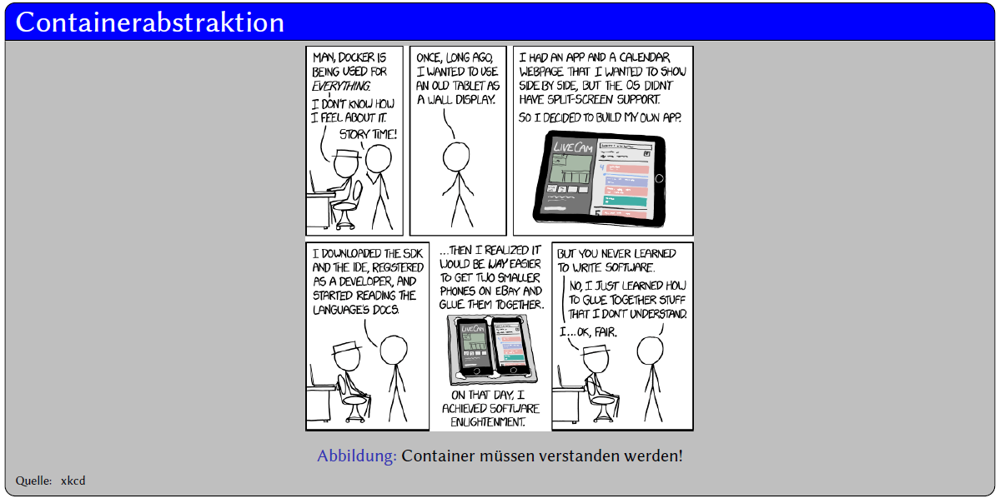 Containerabstraktion
MAN, DOCKER IS
BEING USED FOR
EVERYTHING.
I DON'T KNOW HOW
I FEEL ABOUT IT.
STORY TIME!
ONCE, LONG AGO,
I WANTED TO USE
AN OLD TABLET AS
A WALL DISPLAY.
I HAD AN APP AND A CALENDAR
WEBPAGE THAT I WANTED TO SHOW
SIDE BY SIDE, BUT THE OS DIDN'T
HAVE SPLIT-SCREEN SUPPORT.
SO I DECIDED TO BUILD MY OWN APP.
LIVECAM
4
5
I DOWNLOADED THE SDK
AND THE IDE, REGISTERED
AS A DEVELOPER, AND
STARTED READING THE
LANGUAGE'S DOCS.
...THEN I REALIZED IT
WOULD BE WAY EASIER
TO GET TWO SMALLER
PHONES ON EBAY AND
GLUE THEM TOGETHER.
LIVECAM
ON THAT DAY, I
ACHIEVED SOFTWARE
ENLIGHTENMENT.
BUT YOU NEVER LEARNED
TO WRITE SOFTWARE.
NO, I JUST LEARNED HOW
TO GLUE TOGETHER STUFF
THAT I DON'T UNDERSTAND.
I...OK, FAIR.
Abbildung: Container müssen verstanden werden!
Quelle: xkcd